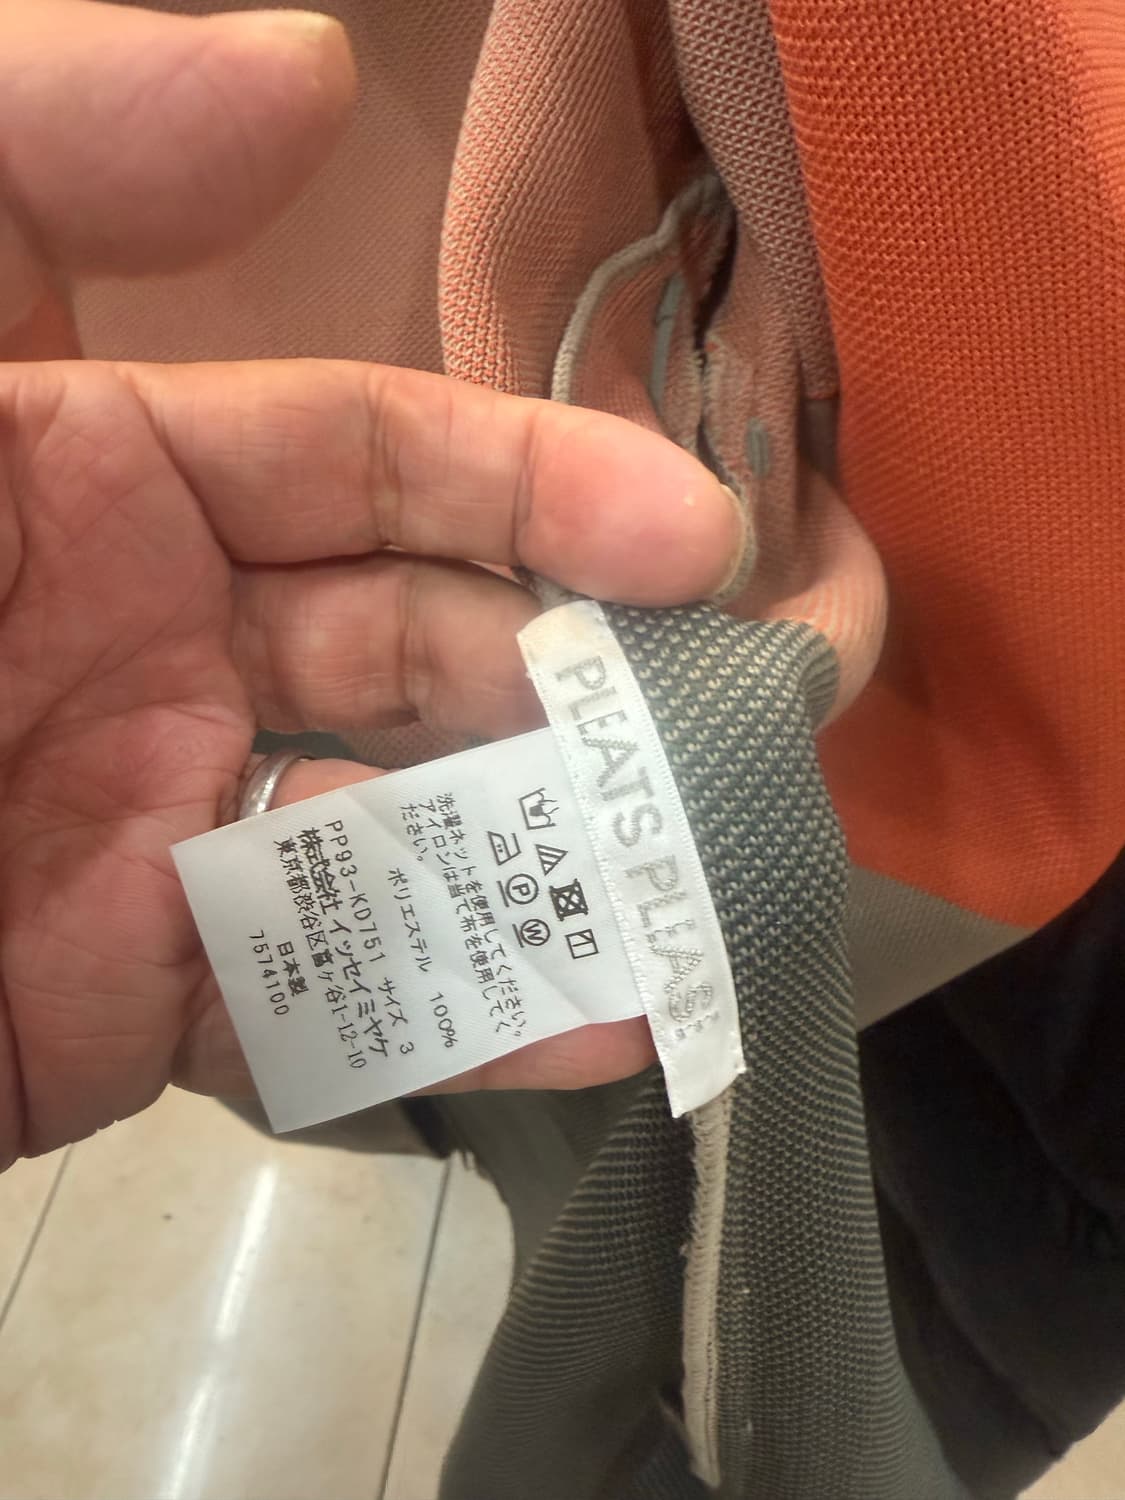 PLEATS PLEASE
P
W
洗濯ネットを使用してください。
アイロンは当て布を使用してく
ださい。
ポリエステル 100%
PP93-K0751 サイズ 3
株式会社 イッセイミヤケ
東京都渋谷区富ヶ谷1-12-10
日本製
7574100